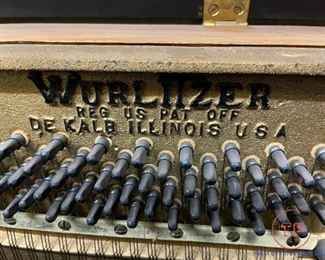 WURLITZER
REG US PAT OFF
DE KALB ILLINOIS USA